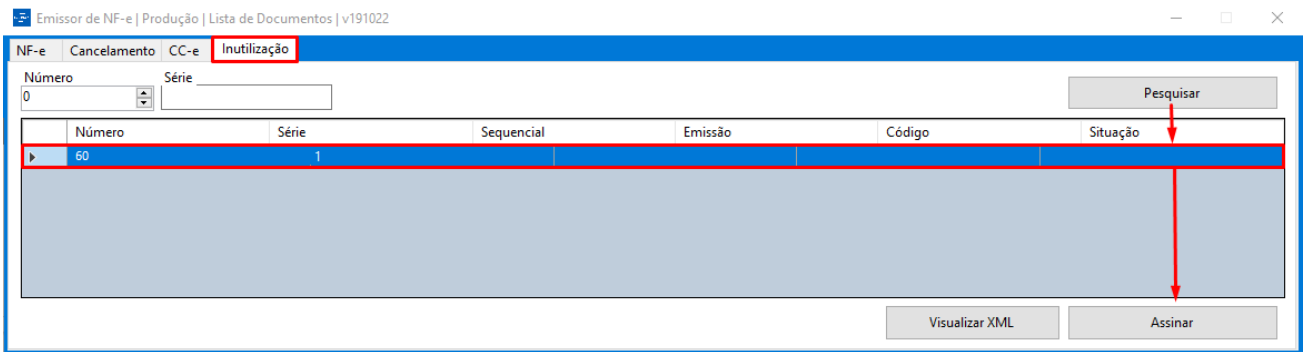 Emissor de NF-e | Produção | Lista de Documentos | v191022
NF-e Cancelamento CC-e Inutilização
Número Série
0 Pesquisar
Número Série Sequencial Emissão Código Situação
60 1
Visualizar XML Assinar